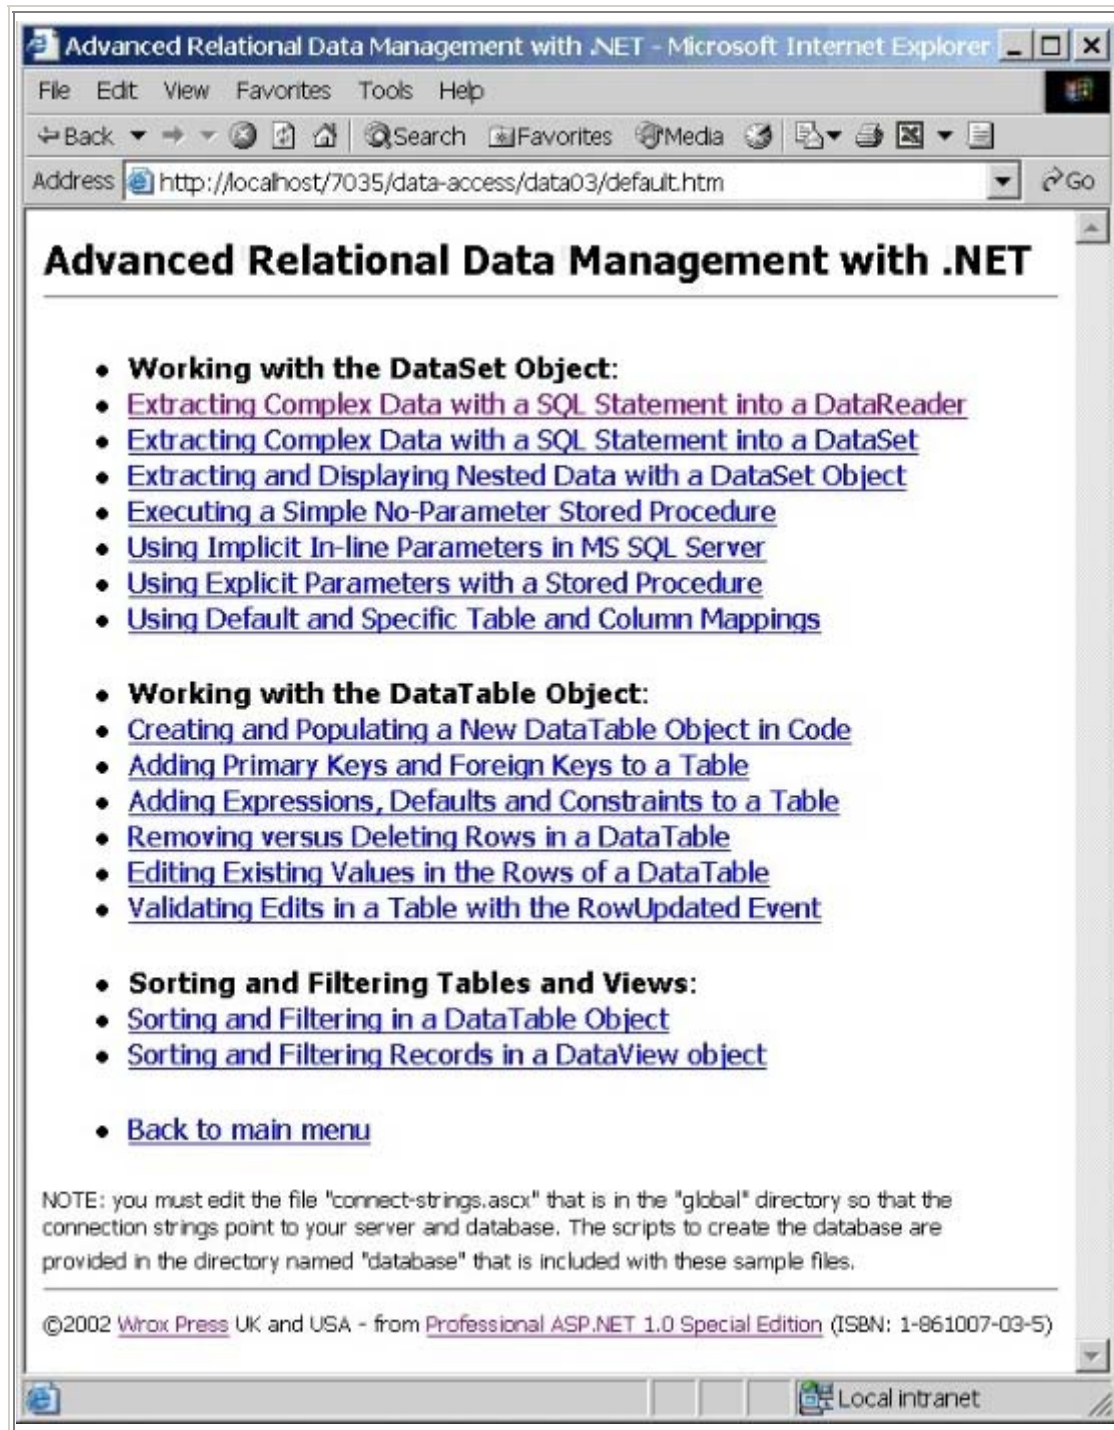 Advanced Relational Data Management with .NET - Microsoft Internet Explorer
File Edit View Favorites Tools Help
Back Search Favorites Media
Address http://localhost/7035/data-access/data03/default.htm Go
Advanced Relational Data Management with .NET
• Working with the DataSet Object:
• Extracting Complex Data with a SQL Statement into a DataReader
• Extracting Complex Data with a SQL Statement into a DataSet
• Extracting and Displaying Nested Data with a DataSet Object
• Executing a Simple No-Parameter Stored Procedure
• Using Implicit In-line Parameters in MS SQL Server
• Using Explicit Parameters with a Stored Procedure
• Using Default and Specific Table and Column Mappings
• Working with the DataTable Object:
• Creating and Populating a New DataTable Object in Code
• Adding Primary Keys and Foreign Keys to a Table
• Adding Expressions, Defaults and Constraints to a Table
• Removing versus Deleting Rows in a DataTable
• Editing Existing Values in the Rows of a DataTable
• Validating Edits in a Table with the RowUpdated Event
• Sorting and Filtering Tables and Views:
• Sorting and Filtering in a DataTable Object
• Sorting and Filtering Records in a DataView object
• Back to main menu
NOTE: you must edit the file "connect-strings.ascx" that is in the "global" directory so that the
connection strings point to your server and database. The scripts to create the database are
provided in the directory named "database" that is included with these sample files.
©2002 Wrox Press UK and USA - from Professional ASP.NET 1.0 Special Edition (ISBN: 1-861007-03-5)
Local intranet